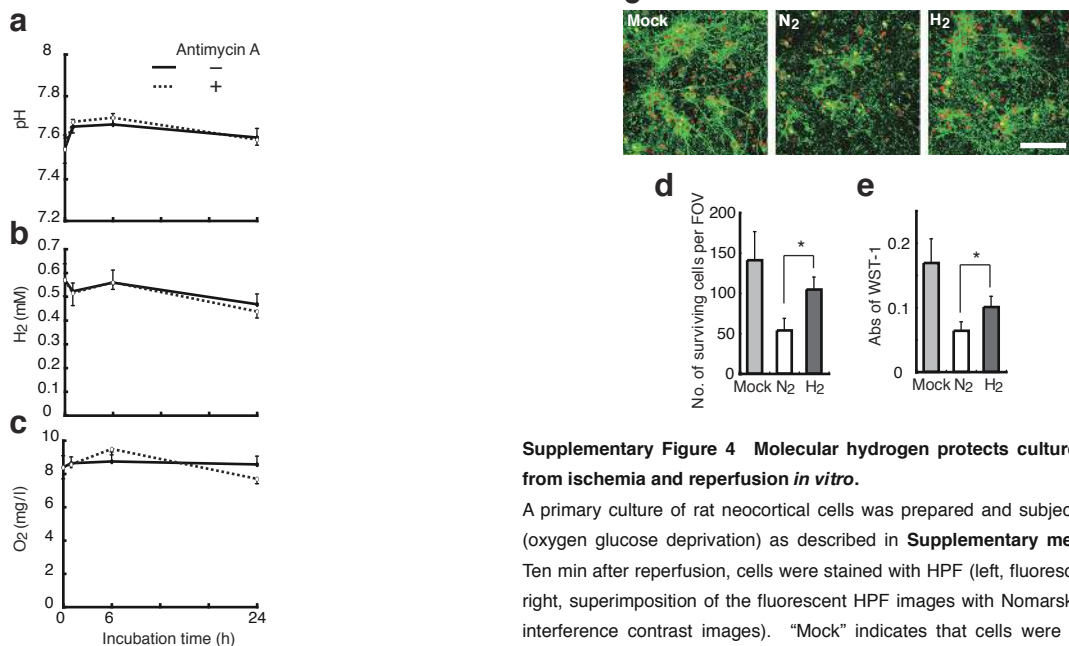 a
Antimycin A
−
+
pH
8
7.8
7.6
7.4
7.2
b
H2 (mM)
0.7
0.6
0.5
0.4
0.3
0.2
0.1
0
c
O2 (mg/l)
10
8
6
4
2
0
0 6 24
Incubation time (h)
Mock N2 H2
d
No. of surviving cells per FOV
200
150
100
50
0
*
Mock N2 H2
e
Abs of WST-1
0.2
0.1
0
*
Mock N2 H2
Supplementary Figure 4 Molecular hydrogen protects culture
from ischemia and reperfusion in vitro.
A primary culture of rat neocortical cells was prepared and subjec
(oxygen glucose deprivation) as described in Supplementary me
Ten min after reperfusion, cells were stained with HPF (left, fluoresc
right, superimposition of the fluorescent HPF images with Nomarsk
interference contrast images). "Mock" indicates that cells were